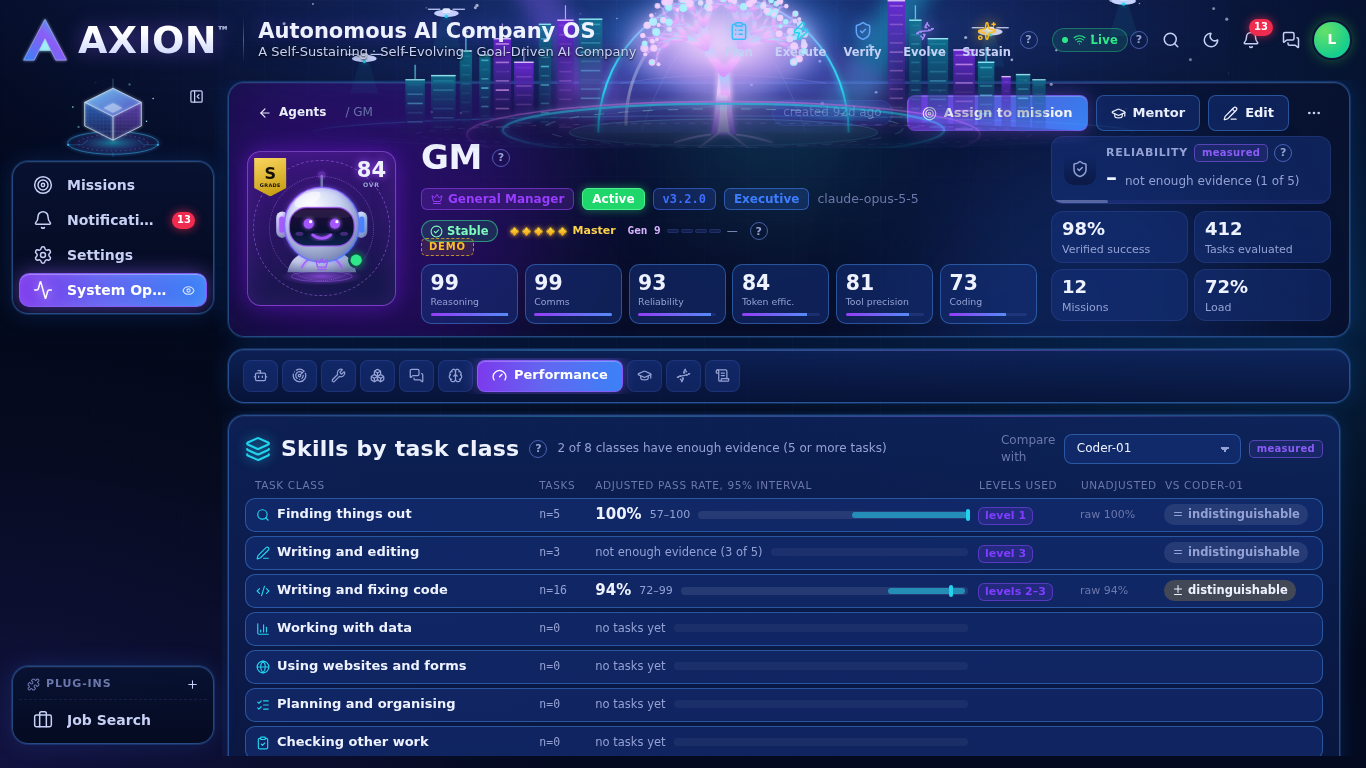 AXION™
Autonomous AI Company OS
A Self-Sustaining · Self-Evolving · Goal-Driven AI Company
Execute
Verify
Evolve
Sustain
?
Live
?
13
L
Missions
Notificati...
13
Settings
System Op...
PLUG-INS
+
Job Search
Agents
/ GM
created 92d ago
Assign to mission
Mentor
Edit
S
GRADE
84
OVR
GM
?
General Manager
Active
v3.2.0
Executive
claude-opus-5-5
Stable
Master
Gen 9
—
?
DEMO
99
Reasoning
99
Comms
93
Reliability
84
Token effic.
81
Tool precision
73
Coding
RELIABILITY
measured
?
– not enough evidence (1 of 5)
98%
Verified success
412
Tasks evaluated
12
Missions
72%
Load
Performance
Skills by task class
?
2 of 8 classes have enough evidence (5 or more tasks)
Compare with
Coder-01
measured
TASK CLASS TASKS ADJUSTED PASS RATE, 95% INTERVAL LEVELS USED UNADJUSTED VS CODER-01
Finding things out n=5 100% 57–100 level 1 raw 100% = indistinguishable
Writing and editing n=3 not enough evidence (3 of 5) level 3 = indistinguishable
Writing and fixing code n=16 94% 72–99 levels 2–3 raw 94% ± distinguishable
Working with data n=0 no tasks yet
Using websites and forms n=0 no tasks yet
Planning and organising n=0 no tasks yet
Checking other work n=0 no tasks yet